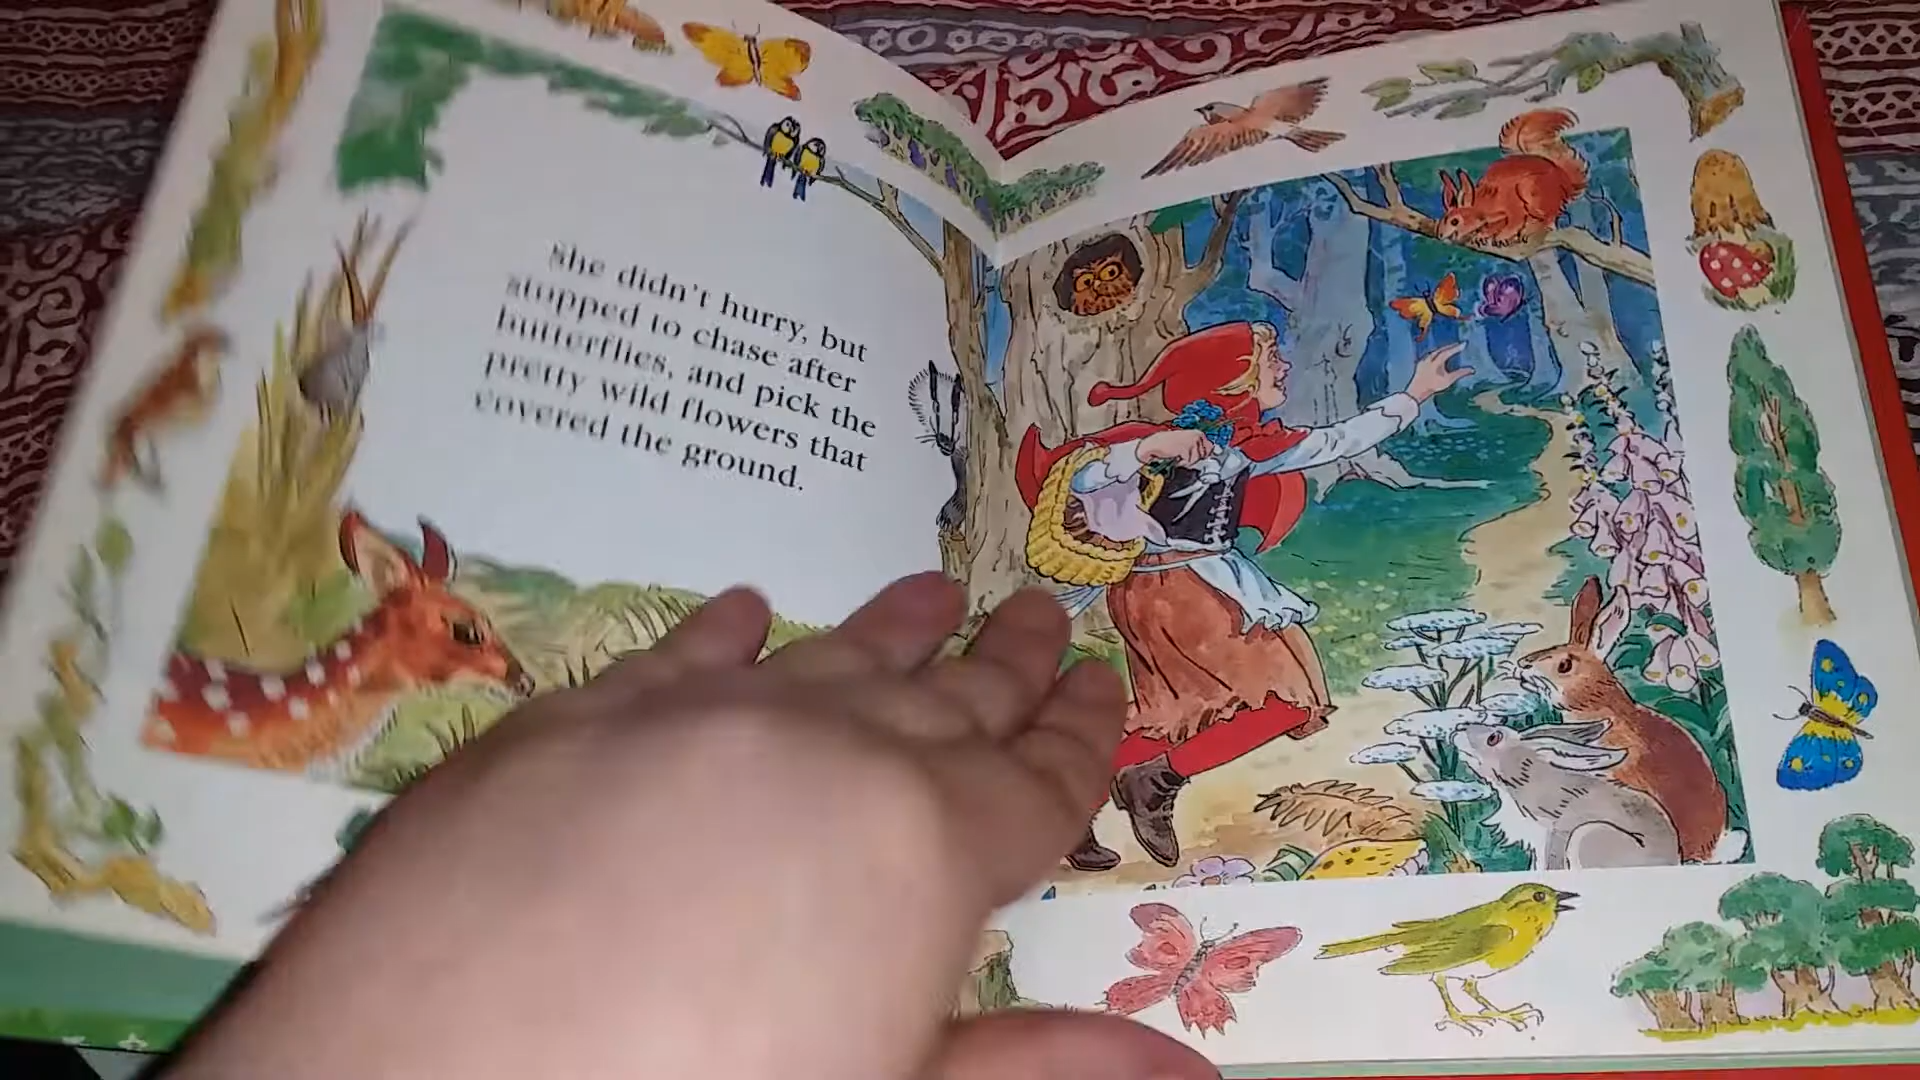 She didn't hurry, but
stopped to chase after
butterflies, and pick the
pretty wild flowers that
covered the ground.